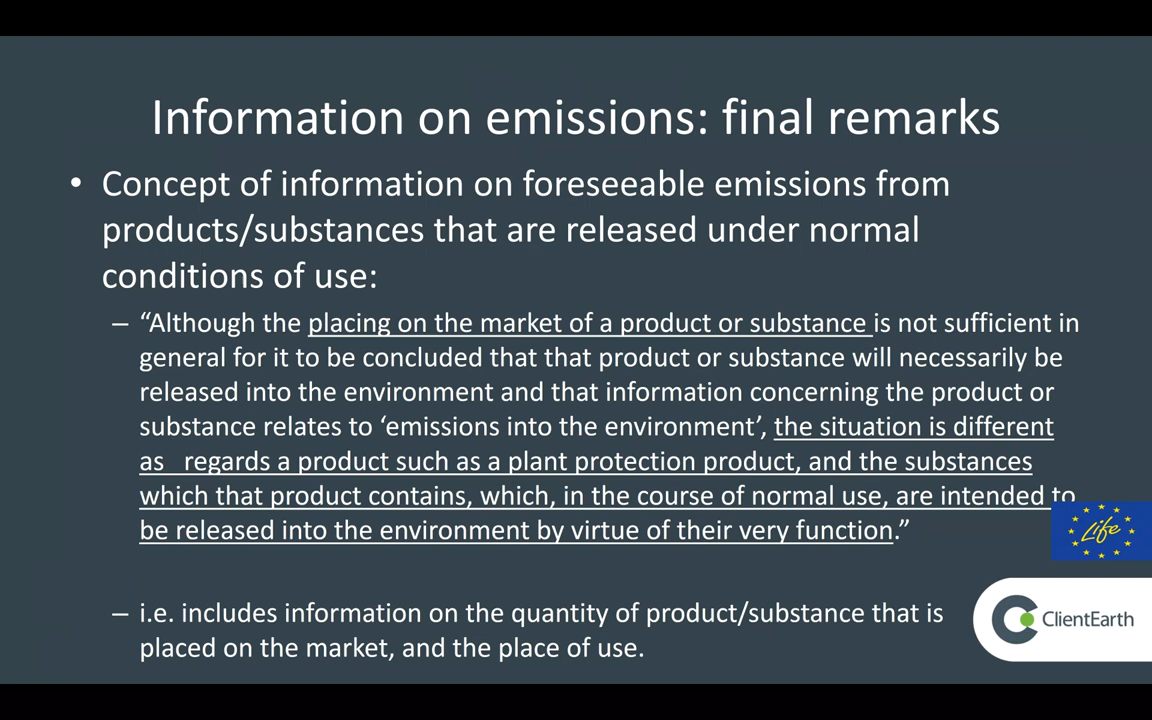 Information on emissions: final remarks
• Concept of information on foreseeable emissions from
products/substances that are released under normal
conditions of use:
– “Although the placing on the market of a product or substance is not sufficient in
general for it to be concluded that that product or substance will necessarily be
released into the environment and that information concerning the product or
substance relates to ‘emissions into the environment’, the situation is different
as regards a product such as a plant protection product, and the substances
which that product contains, which, in the course of normal use, are intended to
be released into the environment by virtue of their very function.”
Life
– i.e. includes information on the quantity of product/substance that is
placed on the market, and the place of use.
ClientEarth